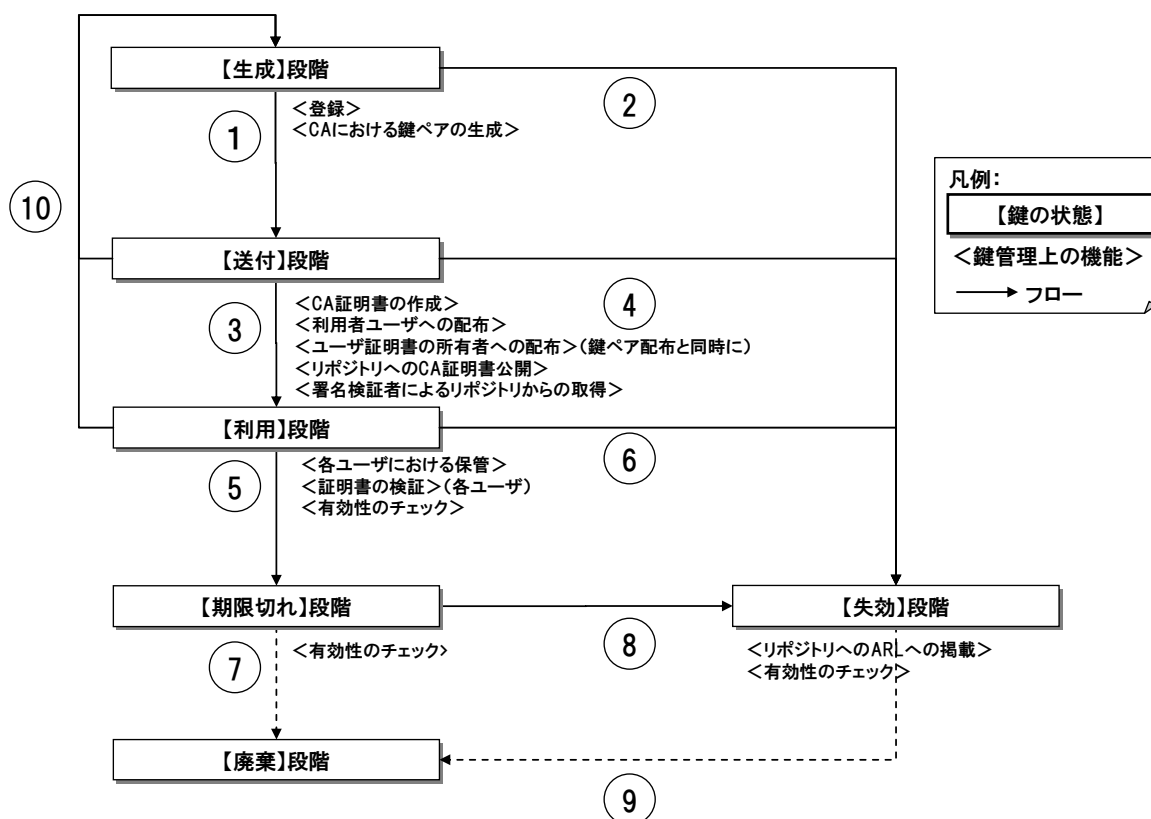 【生成】段階
②
<登録>
<CAにおける鍵ペアの生成>
①
凡例:
【鍵の状態】
<鍵管理上の機能>
フロー
⑩
【送付】段階
④
<CA証明書の作成>
<利用者ユーザへの配布>
<ユーザ証明書の所有者への配布>(鍵ペア配布と同時に)
<リポジトリへのCA証明書公開>
<署名検証者によるリポジトリからの取得>
③
【利用】段階
⑥
<各ユーザにおける保管>
<証明書の検証>(各ユーザ)
<有効性のチェック>
⑤
【期限切れ】段階
【失効】段階
<有効性のチェック>
⑦
⑧
<リポジトリへのARLへの掲載>
<有効性のチェック>
【廃棄】段階
⑨